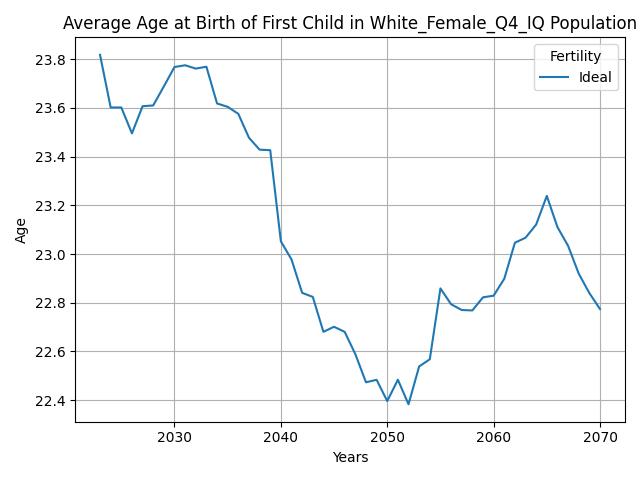 Average Age at Birth of First Child in White_Female_Q4_IQ Population
Fertility
Ideal
23.8
23.6
23.4
23.2
23.0
22.8
22.6
22.4
Age
2030 2040 2050 2060 2070
Years